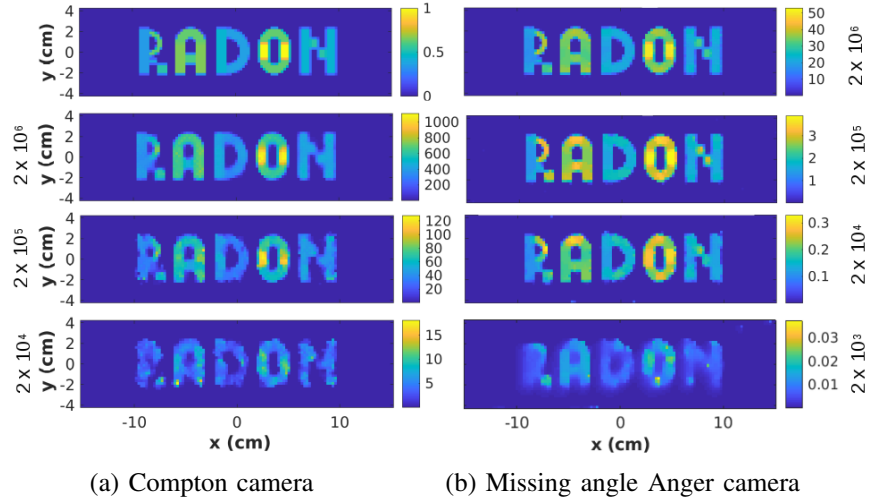 4
2
0
-2
-4
y (cm)
RADON
1
0.5
0
RADON
50
40
30
20
10
2 x 10⁶
2 x 10⁶
4
2
0
-2
-4
y (cm)
RADON
1000
800
600
400
200
RADON
3
2
1
2 x 10⁵
2 x 10⁵
4
2
0
-2
-4
y (cm)
RADON
120
100
80
60
40
20
RADON
0.3
0.2
0.1
2 x 10⁴
2 x 10⁴
4
2
0
-2
-4
y (cm)
RADON
15
10
5
RADON
0.03
0.02
0.01
2 x 10³
-10 0 10
-10 0 10
x (cm) x (cm)
(a) Compton camera (b) Missing angle Anger camera